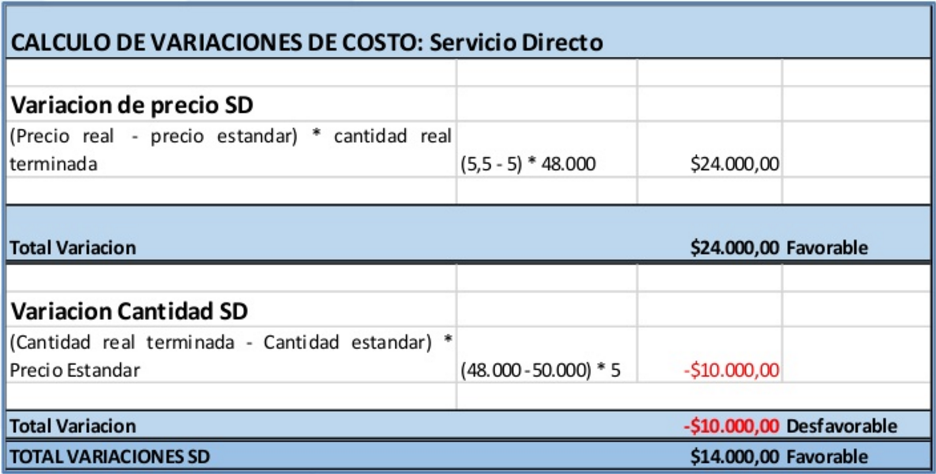 CALCULO DE VARIACIONES DE COSTO: Servicio Directo
Variacion de precio SD
(Precio real - precio estandar) * cantidad real
terminada (5,5 - 5) * 48.000 $24.000,00
Total Variacion $24.000,00 Favorable
Variacion Cantidad SD
(Cantidad real terminada - Cantidad estandar) *
Precio Estandar (48.000 - 50.000) * 5 -$10.000,00
Total Variacion -$10.000,00 Desfavorable
TOTAL VARIACIONES SD $14.000,00 Favorable